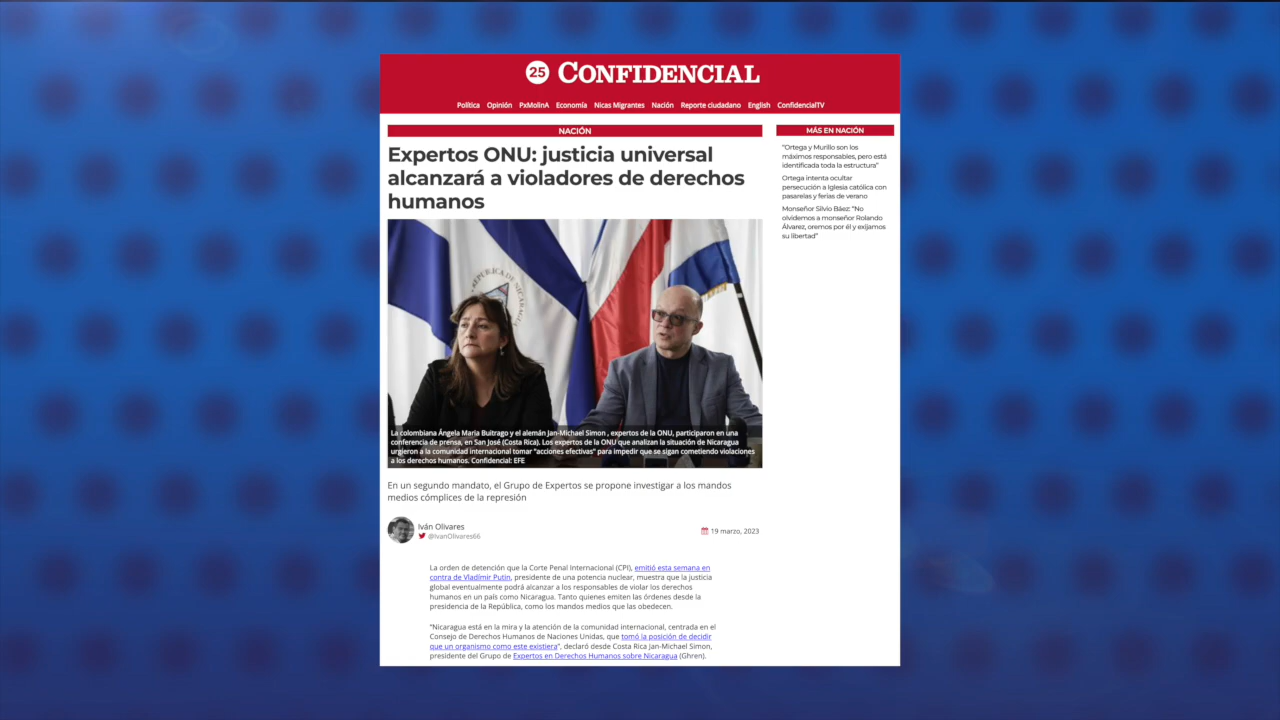 25 CONFIDENCIAL
Política Opinión PxMolinA Economía Nicas Migrantes Nación Reporte ciudadano English ConfidencialTV
NACIÓN
Expertos ONU: justicia universal
alcanzará a violadores de derechos
humanos
REPÚBLICA DE NICARAGUA
La colombiana Ángela María Buitrago y el alemán Jan-Michael Simon , expertos de la ONU, participaron en una
conferencia de prensa, en San José (Costa Rica). Los expertos de la ONU que analizan la situación de Nicaragua
urgieron a la comunidad internacional tomar "acciones efectivas" para impedir que se sigan cometiendo violaciones
a los derechos humanos. Confidencial: EFE
En un segundo mandato, el Grupo de Expertos se propone investigar a los mandos
medios cómplices de la represión
Iván Olivares
@IvanOlivares66
19 marzo, 2023
La orden de detención que la Corte Penal Internacional (CPI), emitió esta semana en
contra de Vladímir Putin, presidente de una potencia nuclear, muestra que la justicia
global eventualmente podrá alcanzar a los responsables de violar los derechos
humanos en un país como Nicaragua. Tanto quienes emiten las órdenes desde la
presidencia de la República, como los mandos medios que las obedecen.
"Nicaragua está en la mira y la atención de la comunidad internacional, centrada en el
Consejo de Derechos Humanos de Naciones Unidas, que tomó la posición de decidir
que un organismo como este existiera", declaró desde Costa Rica Jan-Michael Simon,
presidente del Grupo de Expertos en Derechos Humanos sobre Nicaragua (Ghren).
MÁS EN NACIÓN
"Ortega y Murillo son los
máximos responsables, pero está
identificada toda la estructura"
Ortega intenta ocultar
persecución a Iglesia católica con
pasarelas y ferias de verano
Monseñor Silvio Báez: "No
olvidemos a monseñor Rolando
Álvarez, oremos por él y exijamos
su libertad"